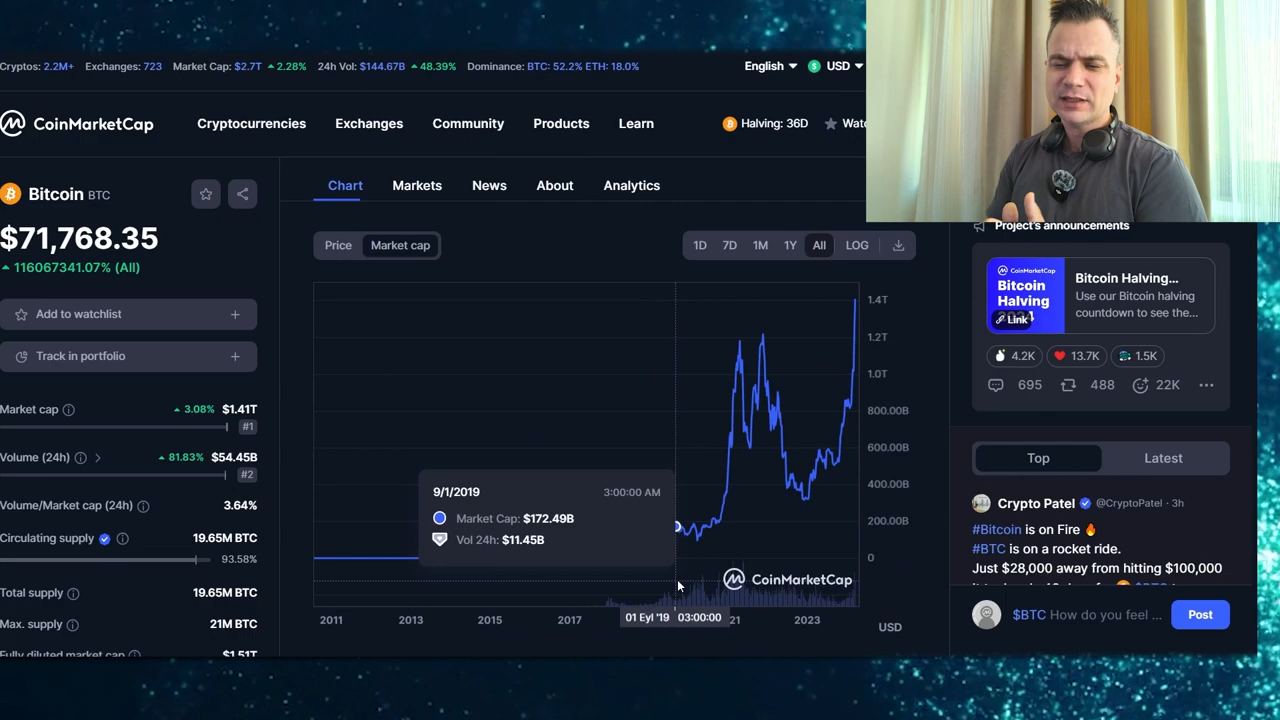 Cryptos: 2.2M+ Exchanges: 723 Market Cap: $2.7T 2.28% 24h Vol: $144.67B 48.39% Dominance: BTC: 52.2% ETH: 18.0% English USD
CoinMarketCap Cryptocurrencies Exchanges Community Products Learn Halving: 36D Watc
Bitcoin BTC
$71,768.35
116067341.07% (All)
Add to watchlist +
Track in portfolio +
Market cap 3.08% $1.41T
#1
Volume (24h) 81.83% $54.45B
#2
Volume/Market cap (24h) 3.64%
Circulating supply 19.65M BTC
93.58%
Total supply 19.65M BTC
Max. supply 21M BTC
Fully diluted market cap $1.51T
Chart Markets News About Analytics
Price Market cap 1D 7D 1M 1Y All LOG
1.4T
1.2T
1.0T
800.00B
600.00B
400.00B
200.00B
0
9/1/2019 3:00:00 AM
Market Cap: $172.49B
Vol 24h: $11.45B
CoinMarketCap
01 Eyl '19 03:00:00
2011 2013 2015 2017 21 2023 USD
Project's announcements
CoinMarketCap
Bitcoin
Halving
Link
Bitcoin Halving...
Use our Bitcoin halving
countdown to see the...
4.2K 13.7K 1.5K
695 488 22K ...
Top Latest
Crypto Patel @CryptoPatel · 3h
#Bitcoin is on Fire 🔥
#BTC is on a rocket ride.
Just $28,000 away from hitting $100,000
$BTC How do you feel ... Post